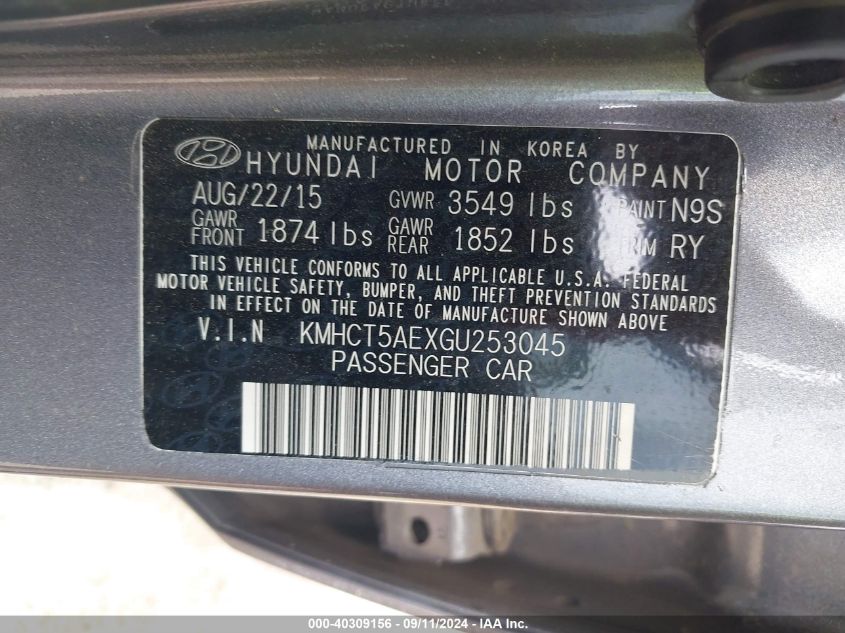 MANUFACTURED IN KOREA BY
HYUNDAI MOTOR COMPANY
AUG/22/15 GVWR 3549 lbs PAINT N9S
GAWR FRONT 1874 lbs GAWR REAR 1852 lbs TRIM RY
THIS VEHICLE CONFORMS TO ALL APPLICABLE U.S.A. FEDERAL
MOTOR VEHICLE SAFETY, BUMPER, AND THEFT PREVENTION STANDARDS
IN EFFECT ON THE DATE OF MANUFACTURE SHOWN ABOVE.
V.I.N KMHCT5AEXGU253045
PASSENGER CAR
000-40309156 - 09/11/2024 - © IAA, Inc.